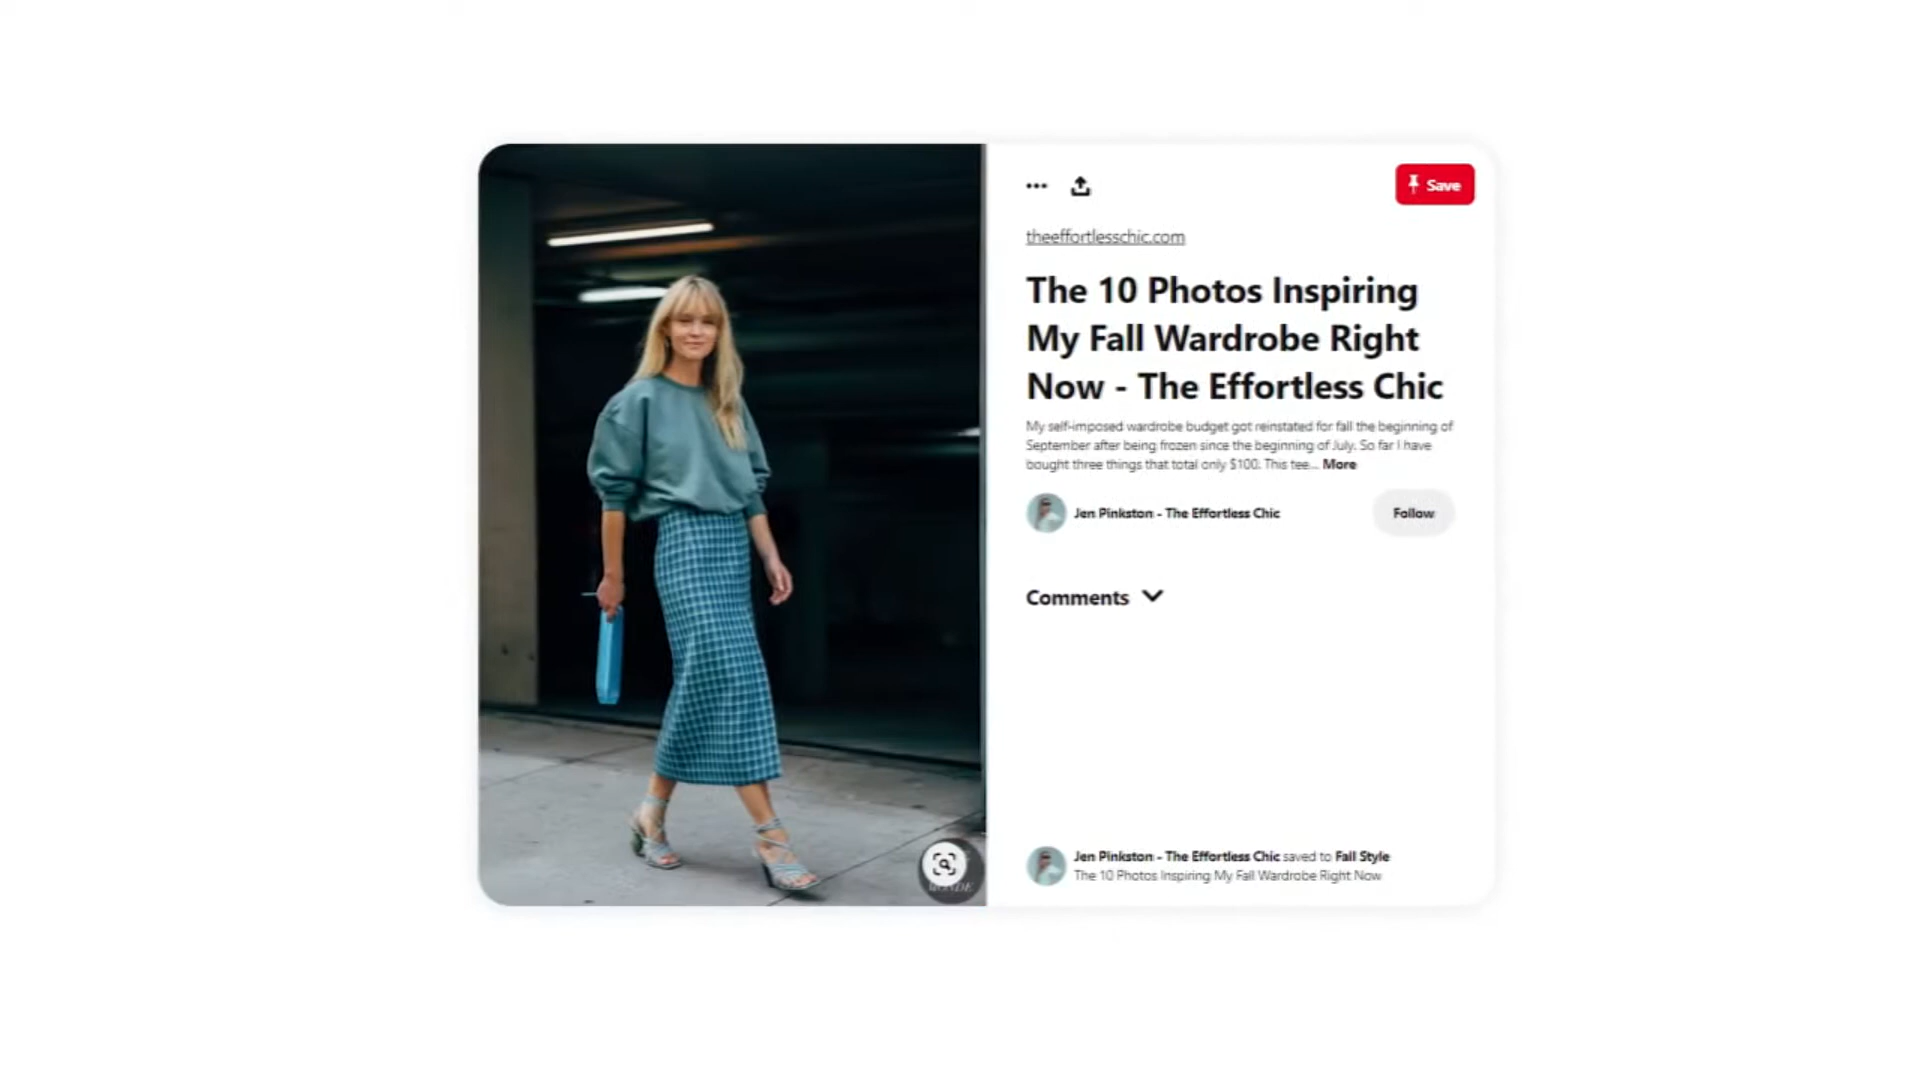 Save
theeffortlesschic.com
The 10 Photos Inspiring
My Fall Wardrobe Right
Now - The Effortless Chic
My self-imposed wardrobe budget got reinstated for fall the beginning of
September after being frozen since the beginning of July. So far I have
bought three things that total only $100. This tee... More
Jen Pinkston - The Effortless Chic
Follow
Comments
Jen Pinkston - The Effortless Chic saved to Fall Style
The 10 Photos Inspiring My Fall Wardrobe Right Now